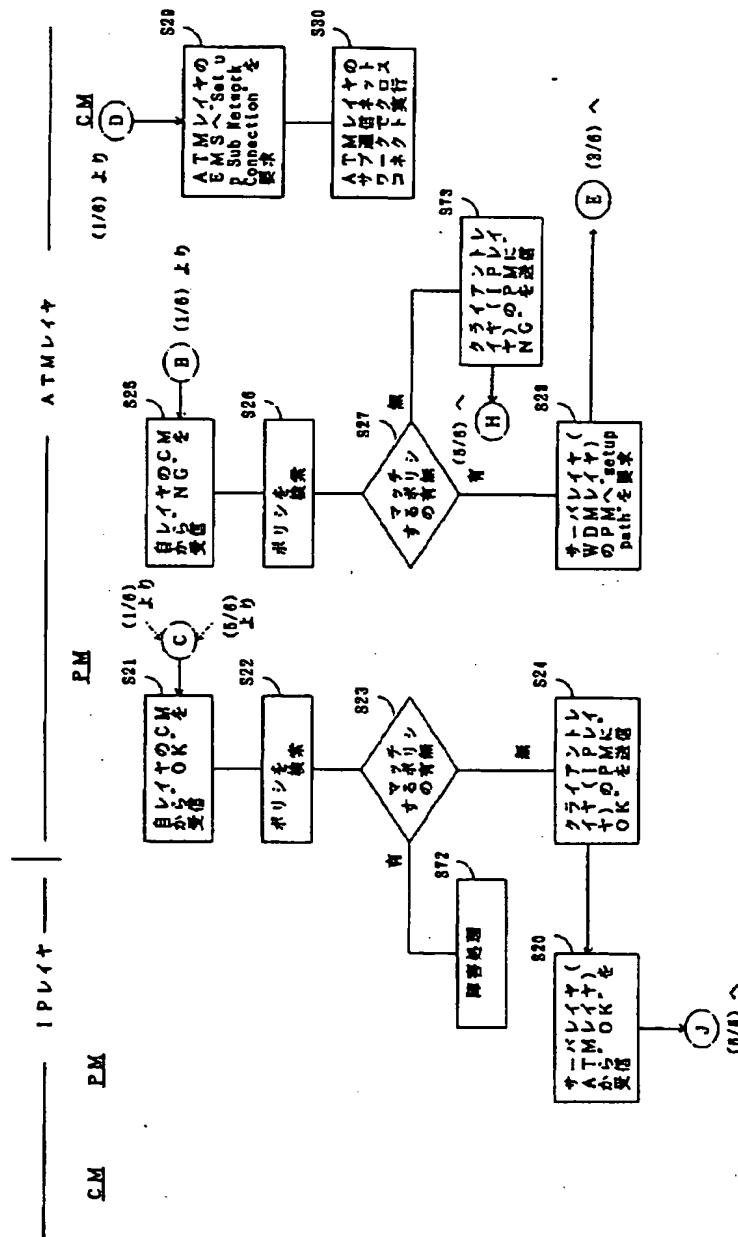 IPレイヤ
ATMレイヤ
CM
PM
PM
CM
(1/6)
より
C
(5/6)
より
S21
自レイヤのCM
から"OK"を
受信
S22
ポリシを
検索
S23
マッチ
するポリシ
の有無
有
無
S72
障害処理
S24
クライアントレ
イヤ(IPレイ
ヤ)のPMに"
OK"を送信
S20
サーバレイヤ(
ATMレイヤ)
から"OK"を
受信
J
へ
B
(1/6) より
S25
自レイヤのCM
から"NG"を
受信
S26
ポリシを
検索
S27
マッチ
するポリシ
の有無
無
有
S73
クライアントレ
イヤ(IPレイ
ヤ)のPMに"
NG"を送信
(5/6) へ
H
S28
サーバレイヤ(
WDMレイヤ)
のPMへ"setup
path"を要求
E
(3/6) へ
(1/6) より
D
S29
ATMレイヤの
EMSへ"Set u
p Sub Network
Connection"を
要求
S30
ATMレイヤの
サブ通信ネット
ワークでクロス
コネクト実行